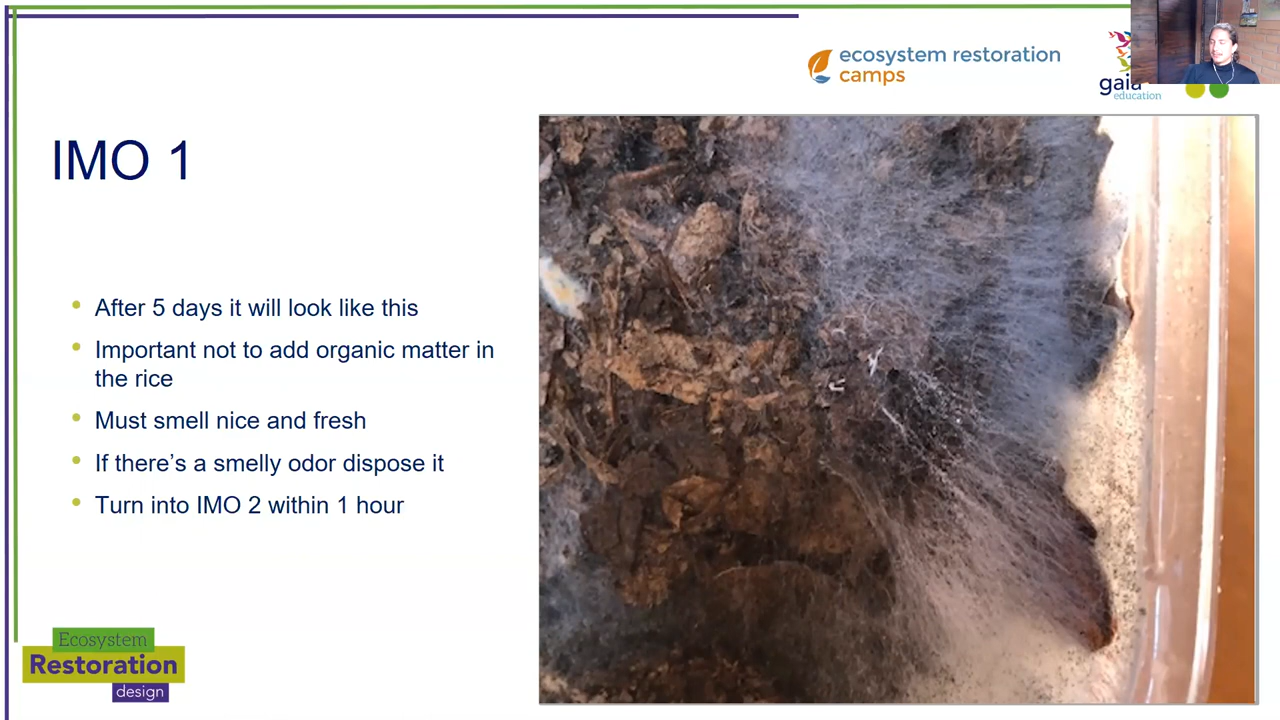 ecosystem restoration
camps
gaia
education
IMO 1
After 5 days it will look like this
Important not to add organic matter in
the rice
Must smell nice and fresh
If there’s a smelly odor dispose it
Turn into IMO 2 within 1 hour
Ecosystem
Restoration
design